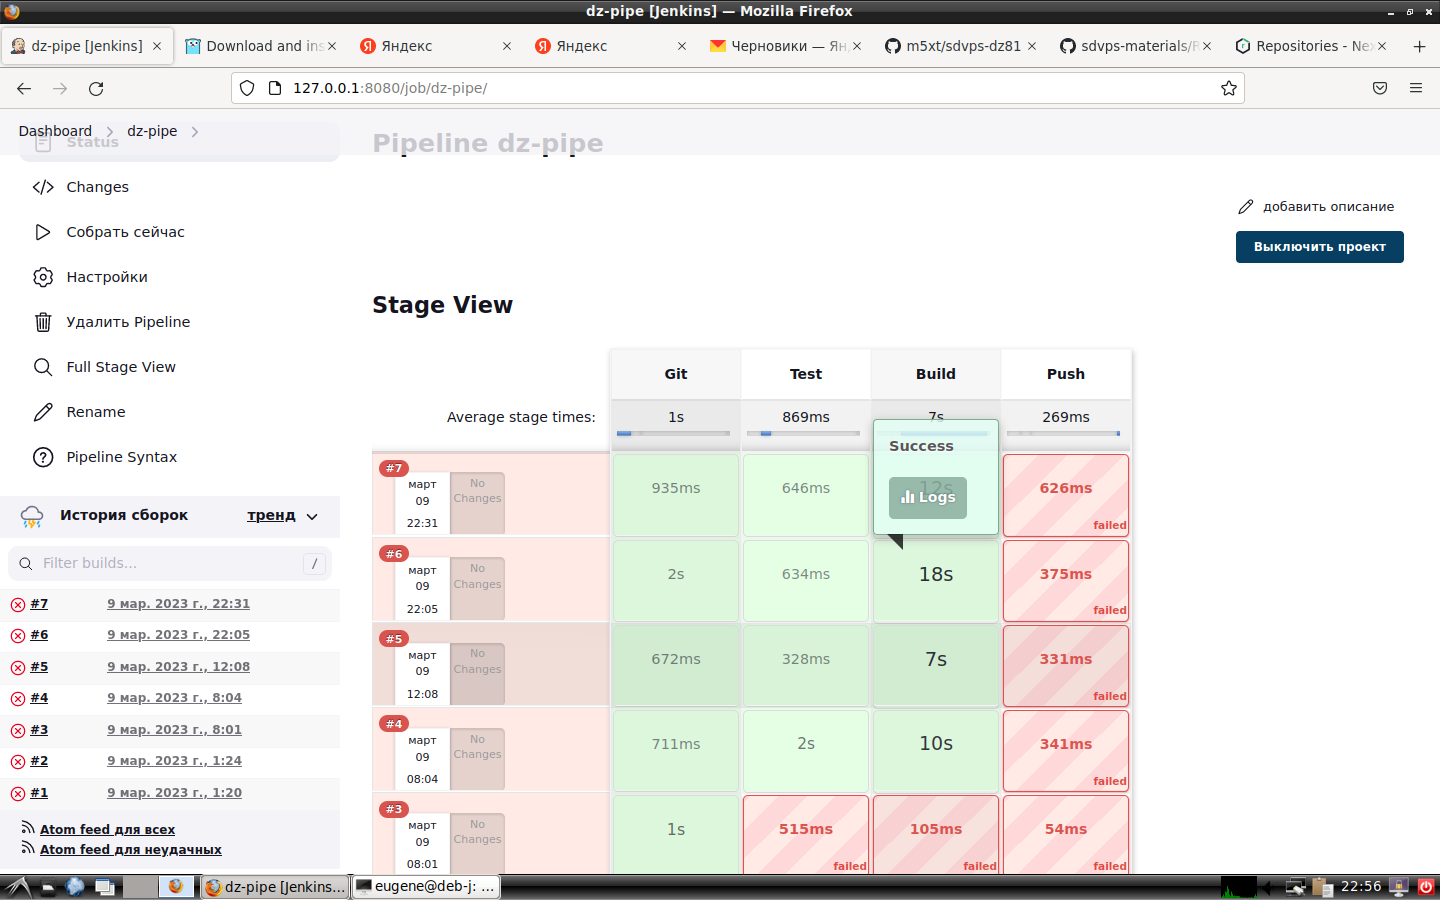 dz-pipe [Jenkins] — Mozilla Firefox
dz-pipe [Jenkins]
Download and ins
Яндекс
Яндекс
Черновики — Ян
m5xt/sdvps-dz81
sdvps-materials/R
Repositories - Nex
127.0.0.1:8080/job/dz-pipe/
Dashboard
dz-pipe
Status
Changes
Собрать сейчас
Настройки
Удалить Pipeline
Full Stage View
Rename
Pipeline Syntax
История сборок
тренд
Filter builds...
/
#7 9 мар. 2023 г., 22:31
#6 9 мар. 2023 г., 22:05
#5 9 мар. 2023 г., 12:08
#4 9 мар. 2023 г., 8:04
#3 9 мар. 2023 г., 8:01
#2 9 мар. 2023 г., 1:24
#1 9 мар. 2023 г., 1:20
Atom feed для всех
Atom feed для неудачных
Pipeline dz-pipe
добавить описание
Выключить проект
Stage View
Git Test Build Push
Average stage times: 1s 869ms 7s 269ms
Success
Logs
#7
март
09
22:31
No
Changes
935ms 646ms 12s 626ms
failed
#6
март
09
22:05
No
Changes
2s 634ms 18s 375ms
failed
#5
март
09
12:08
No
Changes
672ms 328ms 7s 331ms
failed
#4
март
09
08:04
No
Changes
711ms 2s 10s 341ms
failed
#3
март
09
08:01
No
Changes
1s 515ms 105ms 54ms
failed failed failed
dz-pipe [Jenkins...
eugene@deb-j: ...
22:56